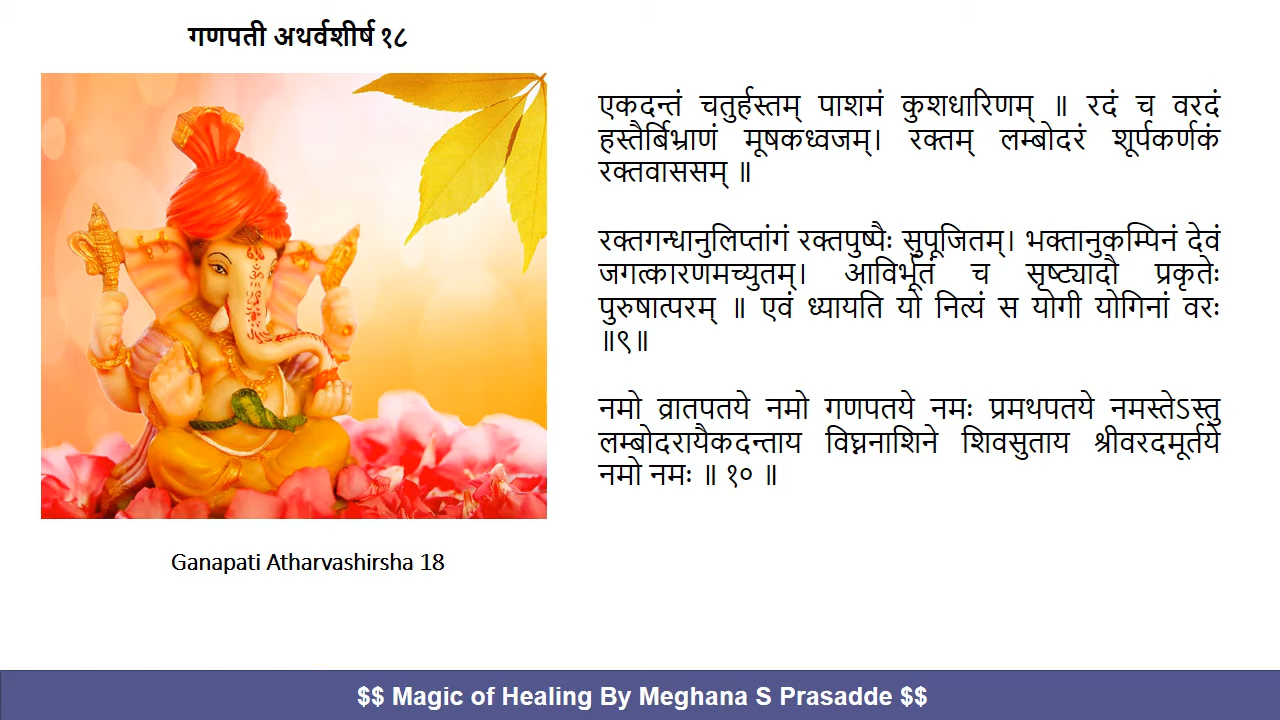 गणपती अथर्वशीर्ष १८
एकदन्तं चतुर्हस्तम् पाशमं कुशधारिणम् ॥ रदं च वरदं
हस्तैर्बिभ्राणं मूषकध्वजम्। रक्तम् लम्बोदरं शूर्पकर्णकं
रक्तवाससम् ॥
रक्तगन्धानुलिप्तांगं रक्तपुष्पैः सुपूजितम्। भक्तानुकम्पिनं देवं
जगत्कारणमच्युतम्। आविर्भूतं च सृष्ट्यादौ प्रकृतेः
पुरुषात्परम् ॥ एवं ध्यायति यो नित्यं स योगी योगिनां वरः
॥९॥
नमो व्रातपतये नमो गणपतये नमः प्रमथपतये नमस्तेऽस्तु
लम्बोदरायैकदन्ताय विघ्ननाशिने शिवसुताय श्रीवरदमूर्तये
नमो नमः ॥ १० ॥
Ganapati Atharvashirsha 18
$$ Magic of Healing By Meghana S Prasadde $$